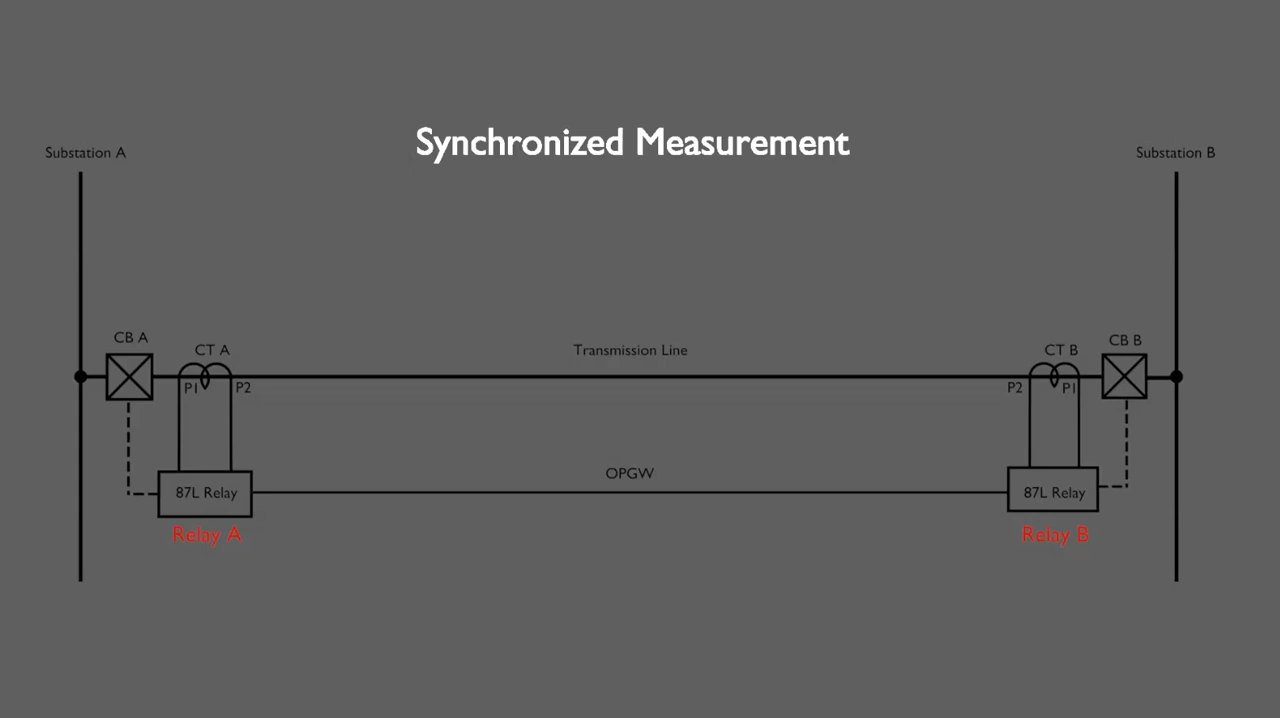 Synchronized Measurement
Substation A
Substation B
CB A
CT A
Transmission Line
CT B
CB B
P1
P2
P2
P1
OPGW
87L Relay
87L Relay
Relay A
Relay B